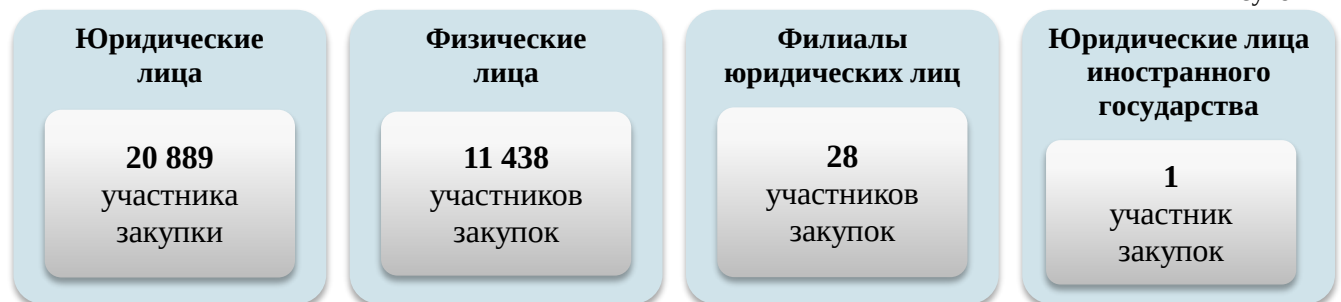 Юридические
лица
20 889
участника
закупки
Физические
лица
11 438
участников
закупок
Филиалы
юридических лиц
28
участников
закупок
Юридические лица
иностранного
государства
1
участник
закупок